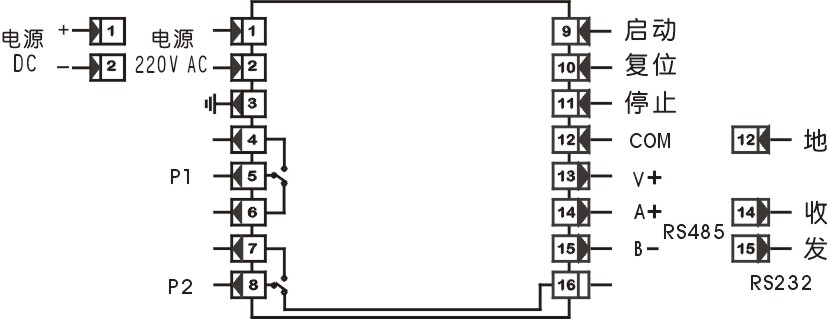 电源 + 1 电源 1 9 启动
DC − 2 220V AC 2 10 复位
3 11 停止
4 12 COM 12 地
P1 5 13 V+
6 14 A+ 14 收
RS485
7 15 B− 15 发
P2 8 16 RS232